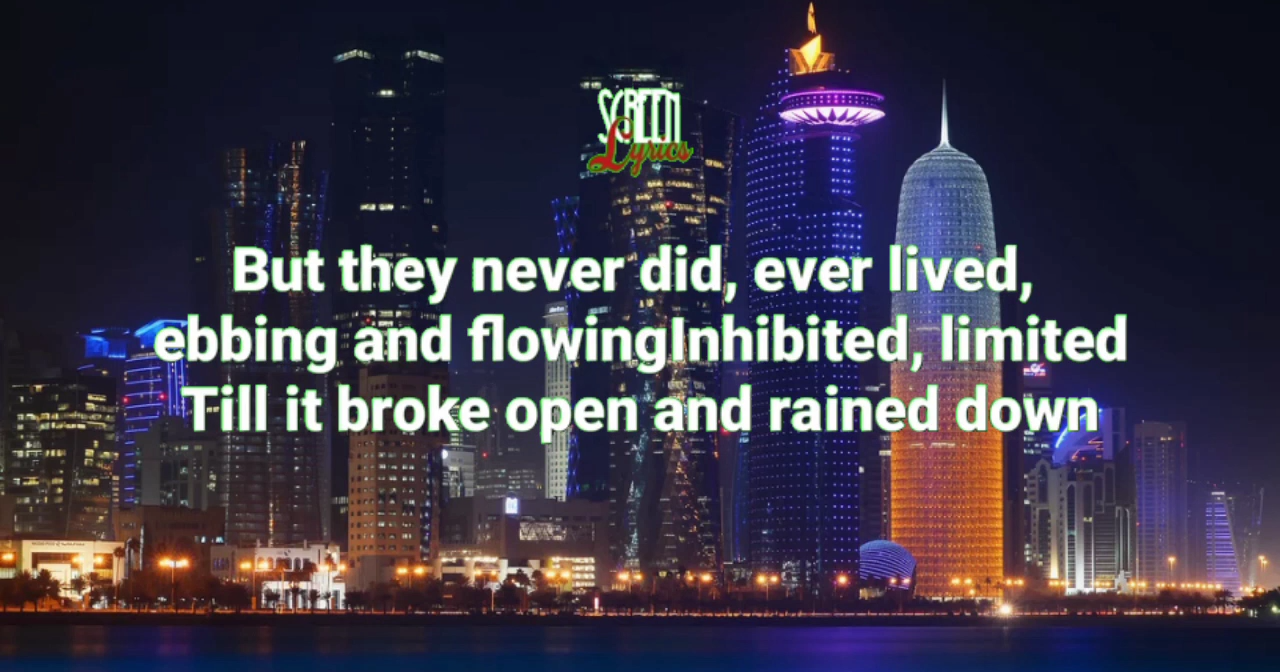 SCREEN
Lyrics
But they never did, ever lived,
ebbing and flowingInhibited, limited
Till it broke open and rained down